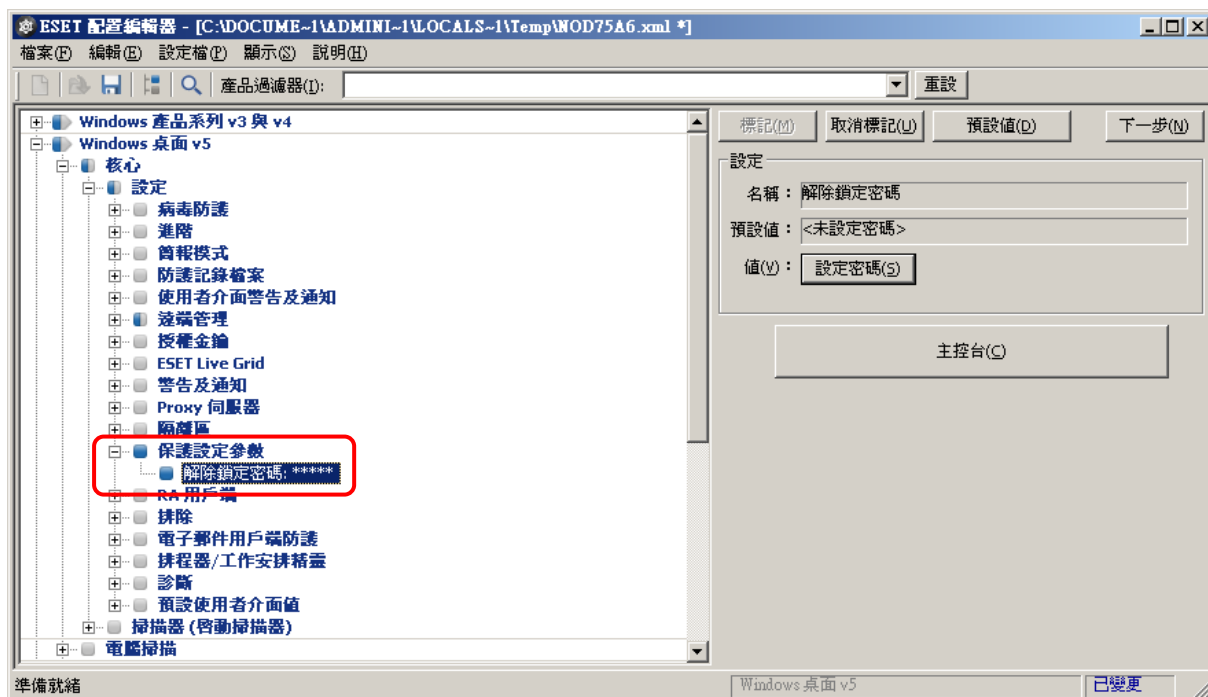 ESET 配置編輯器 - [C:\DOCUME~1\ADMINI~1\LOCALS~1\Temp\NOD75A6.xml *]
檔案(F) 編輯(E) 設定檔(P) 顯示(S) 說明(H)
產品過濾器(I): 重設
Windows 產品系列 v3 與 v4
Windows 桌面 v5
核心
設定
病毒防護
進階
簡報模式
防護記錄檔案
使用者介面警告及通知
遠端管理
授權金鑰
ESET Live Grid
警告及通知
Proxy 伺服器
隔離區
保護設定參數
解除鎖定密碼: *****
RA 用戶端
排除
電子郵件用戶端防護
排程器/工作安排精靈
診斷
預設使用者介面值
掃描器 (啓動掃描器)
電腦掃描
標記(M) 取消標記(U) 預設值(D) 下一步(N)
設定
名稱： 解除鎖定密碼
預設值： <未設定密碼>
值(V)： 設定密碼(S)
主控台(C)
準備就緒 Windows 桌面 v5 已變更